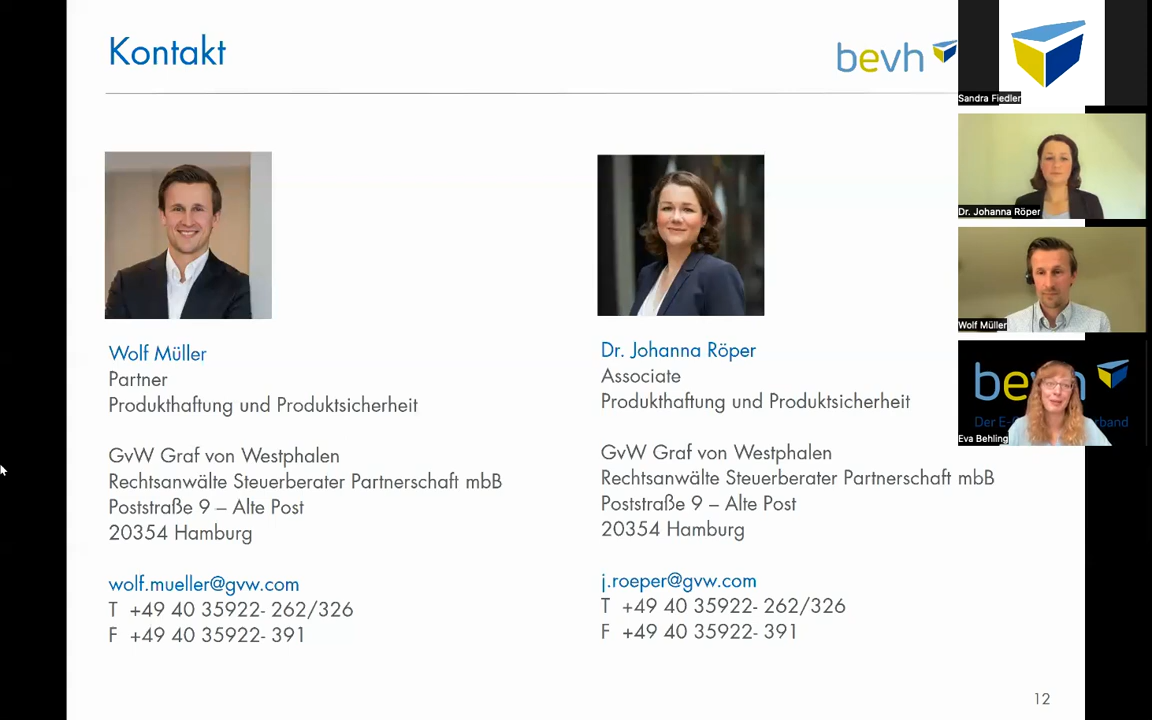 Kontakt
bevh
Sandra Fiedler
Dr. Johanna Röper
Wolf Müller
Eva Behling
Wolf Müller
Partner
Produkthaftung und Produktsicherheit
GvW Graf von Westphalen
Rechtsanwälte Steuerberater Partnerschaft mbB
Poststraße 9 – Alte Post
20354 Hamburg
wolf.mueller@gvw.com
T +49 40 35922- 262/326
F +49 40 35922- 391
Dr. Johanna Röper
Associate
Produkthaftung und Produktsicherheit
GvW Graf von Westphalen
Rechtsanwälte Steuerberater Partnerschaft mbB
Poststraße 9 – Alte Post
20354 Hamburg
j.roeper@gvw.com
T +49 40 35922- 262/326
F +49 40 35922- 391
bevh
Der
12